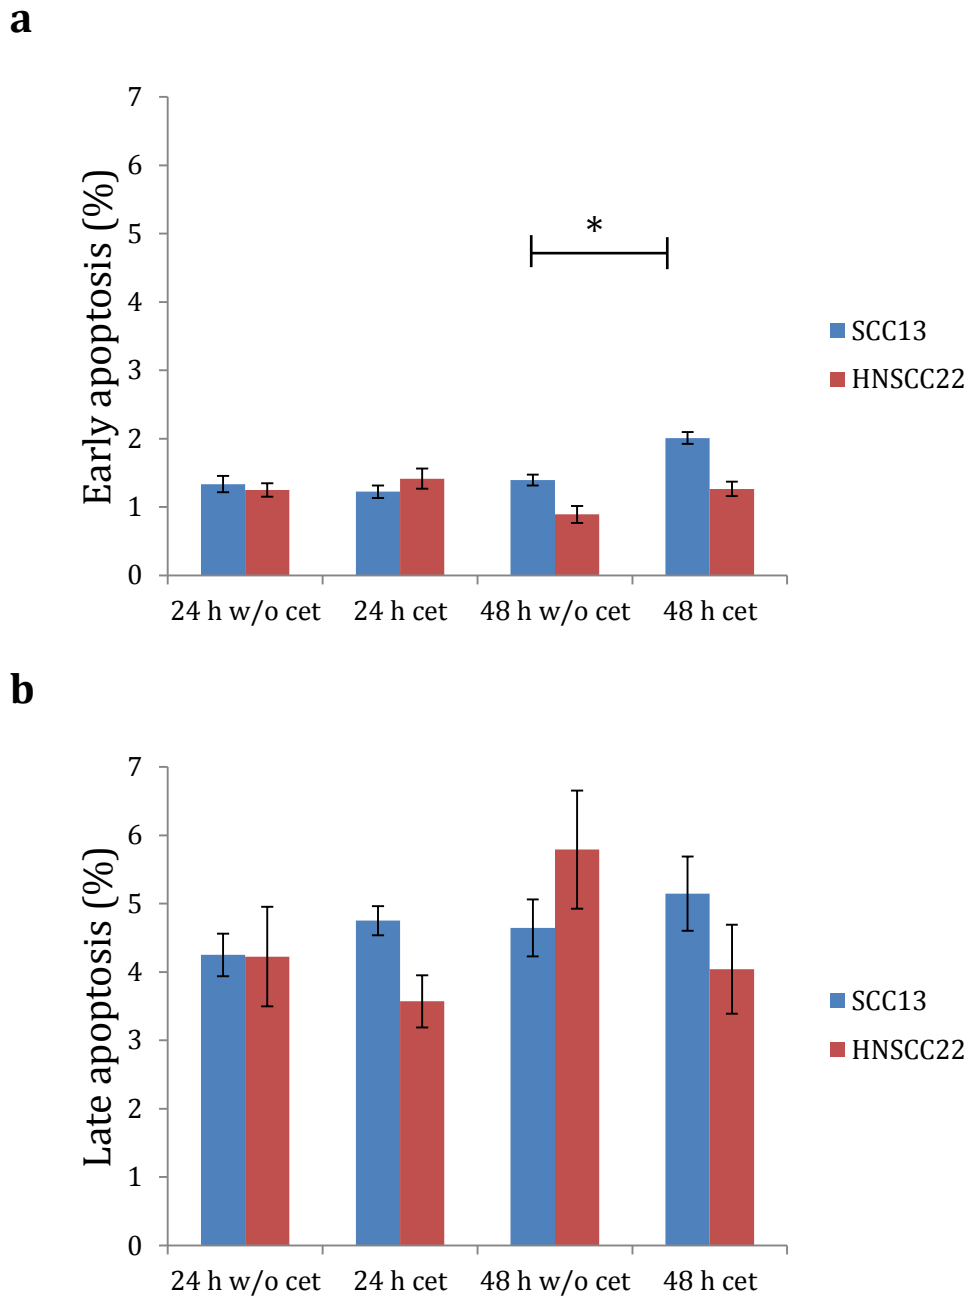 a
Early apoptosis (%)
7
6
5
4
3
2
1
0
*
24 h w/o cet 24 h cet 48 h w/o cet 48 h cet
SCC13
HNSCC22
b
Late apoptosis (%)
7
6
5
4
3
2
1
0
24 h w/o cet 24 h cet 48 h w/o cet 48 h cet
SCC13
HNSCC22